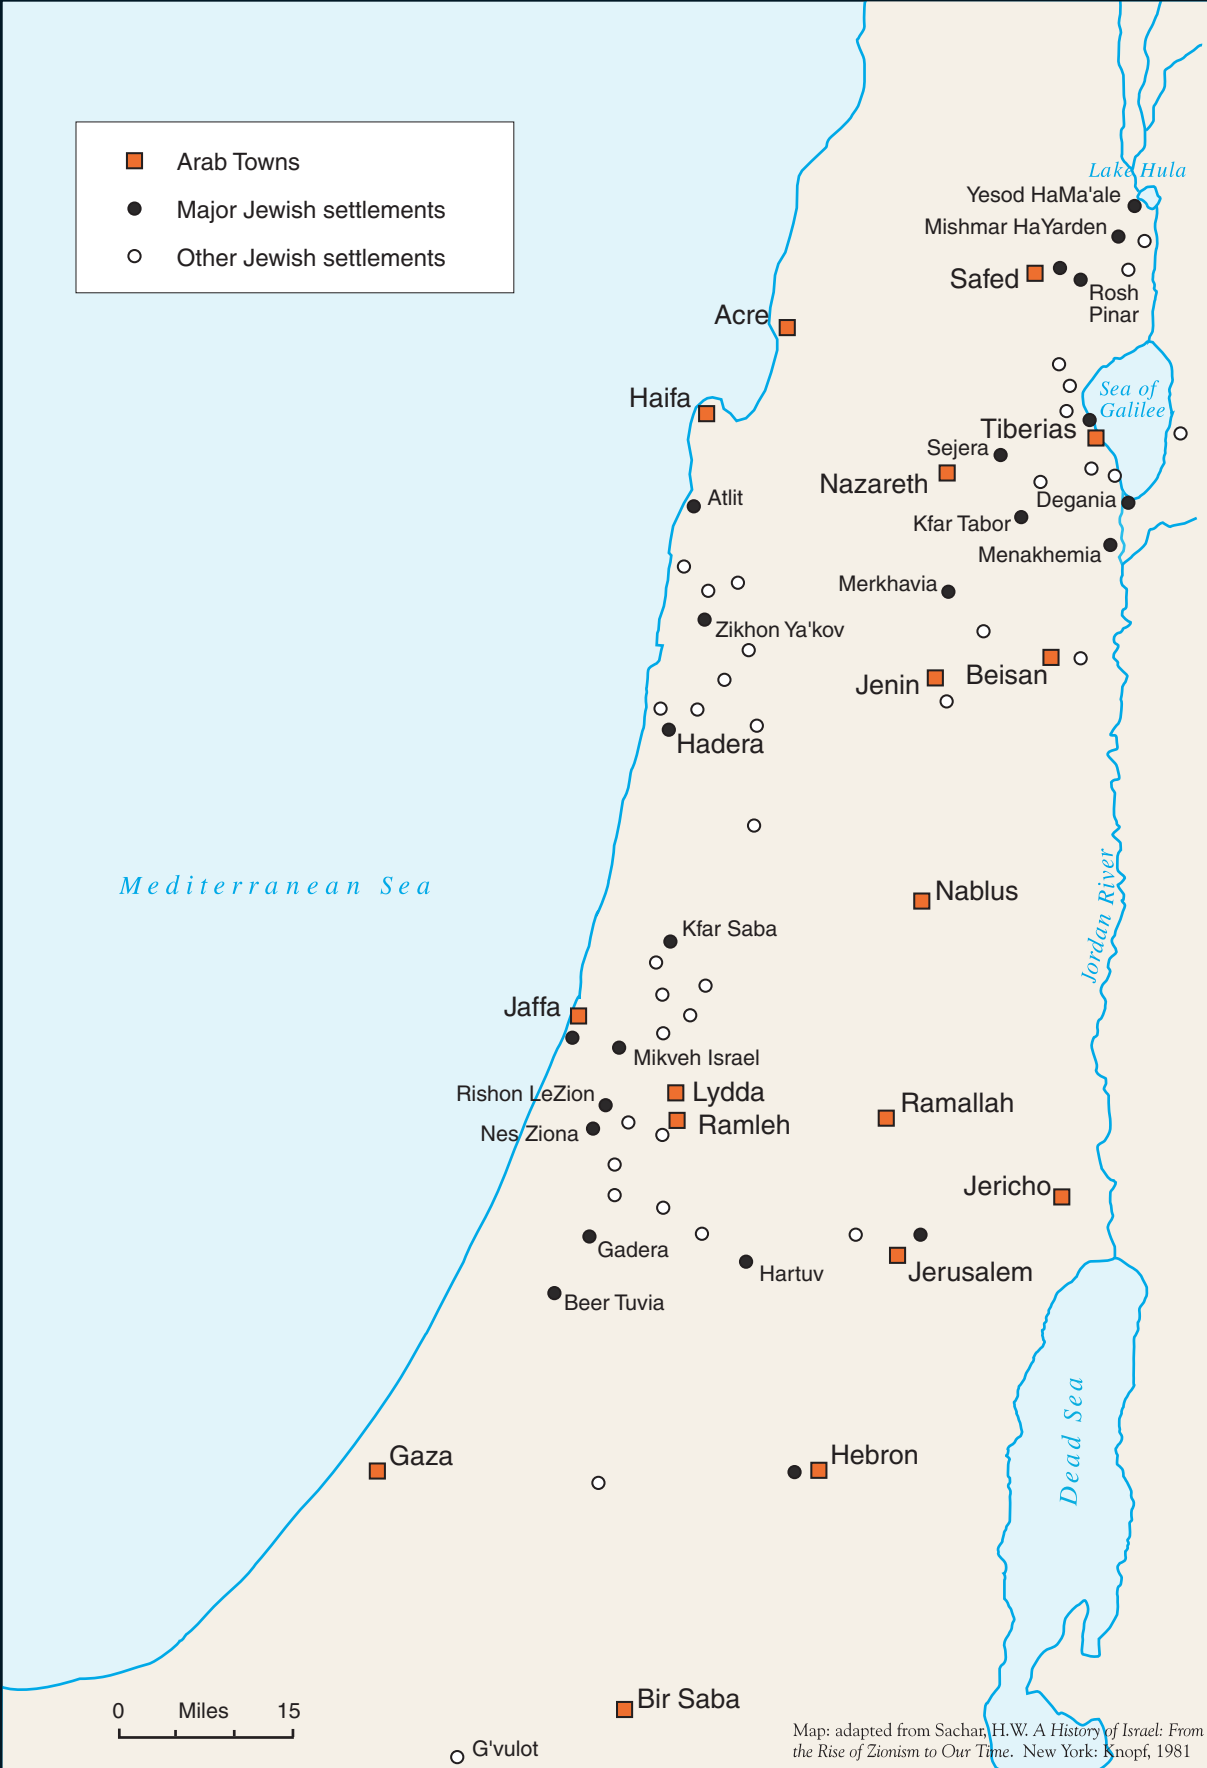 Arab Towns
Major Jewish settlements
Other Jewish settlements
Lake Hula
Yesod HaMa'ale
Mishmar HaYarden
Safed
Rosh
Pinar
Acre
Haifa
Sea of
Galilee
Tiberias
Sejera
Nazareth
Atlit
Degania
Kfar Tabor
Menakhemia
Merkhavia
Zikhon Ya'kov
Beisan
Jenin
Hadera
Mediterranean Sea
Nablus
Jordan River
Kfar Saba
Jaffa
Mikveh Israel
Rishon LeZion
Lydda
Ramallah
Ramleh
Nes Ziona
Jericho
Gadera
Jerusalem
Hartuv
Beer Tuvia
Dead Sea
Gaza
Hebron
Bir Saba
0 Miles 15
G'vulot
Map: adapted from Sachar, H.W. A History of Israel: From
the Rise of Zionism to Our Time. New York: Knopf, 1981